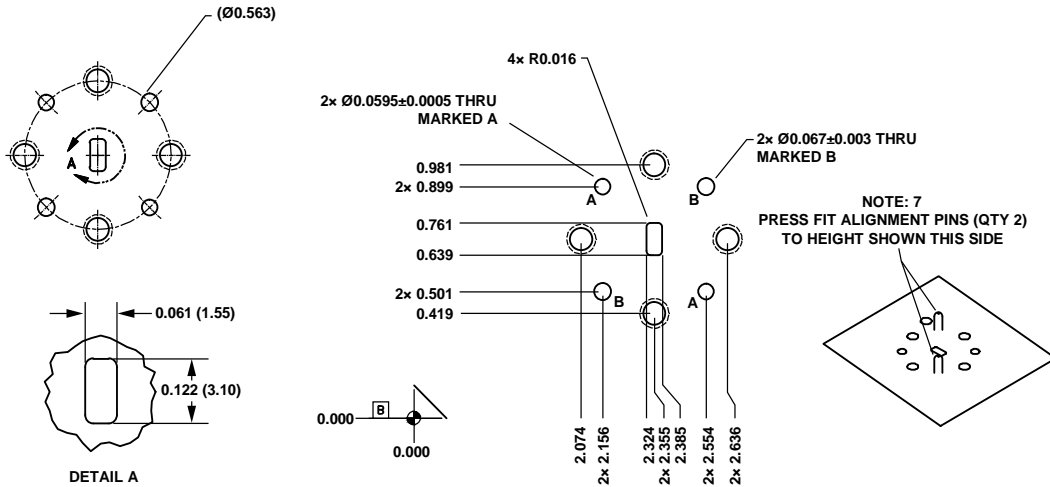 (Ø0.563)
A
0.061 (1.55)
0.122 (3.10)
DETAIL A
4× R0.016
2× Ø0.0595±0.0005 THRU
MARKED A
2× Ø0.067±0.003 THRU
MARKED B
0.981
2× 0.899
0.761
0.639
2× 0.501
0.419
A
B
B
A
0.000
B
0.000
2.074
2× 2.156
2.324
2× 2.355
2.385
2× 2.554
2× 2.636
NOTE: 7
PRESS FIT ALIGNMENT PINS (QTY 2)
TO HEIGHT SHOWN THIS SIDE